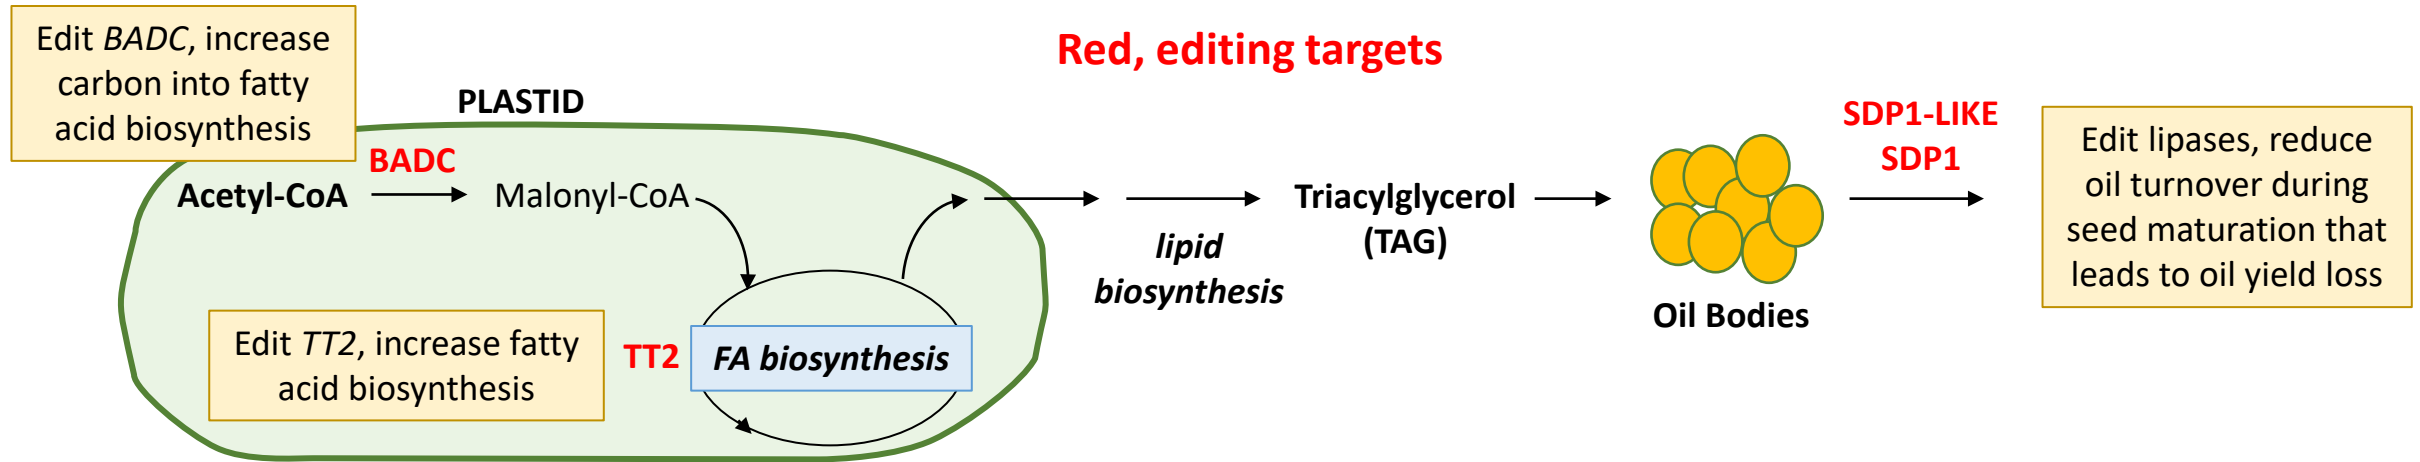 Edit BADC, increase
carbon into fatty
acid biosynthesis
Red, editing targets
PLASTID
BADC
Acetyl-CoA
Malonyl-CoA
Edit TT2, increase fatty
acid biosynthesis
TT2
FA biosynthesis
lipid
biosynthesis
Triacylglycerol
(TAG)
Oil Bodies
SDP1-LIKE
SDP1
Edit lipases, reduce
oil turnover during
seed maturation that
leads to oil yield loss